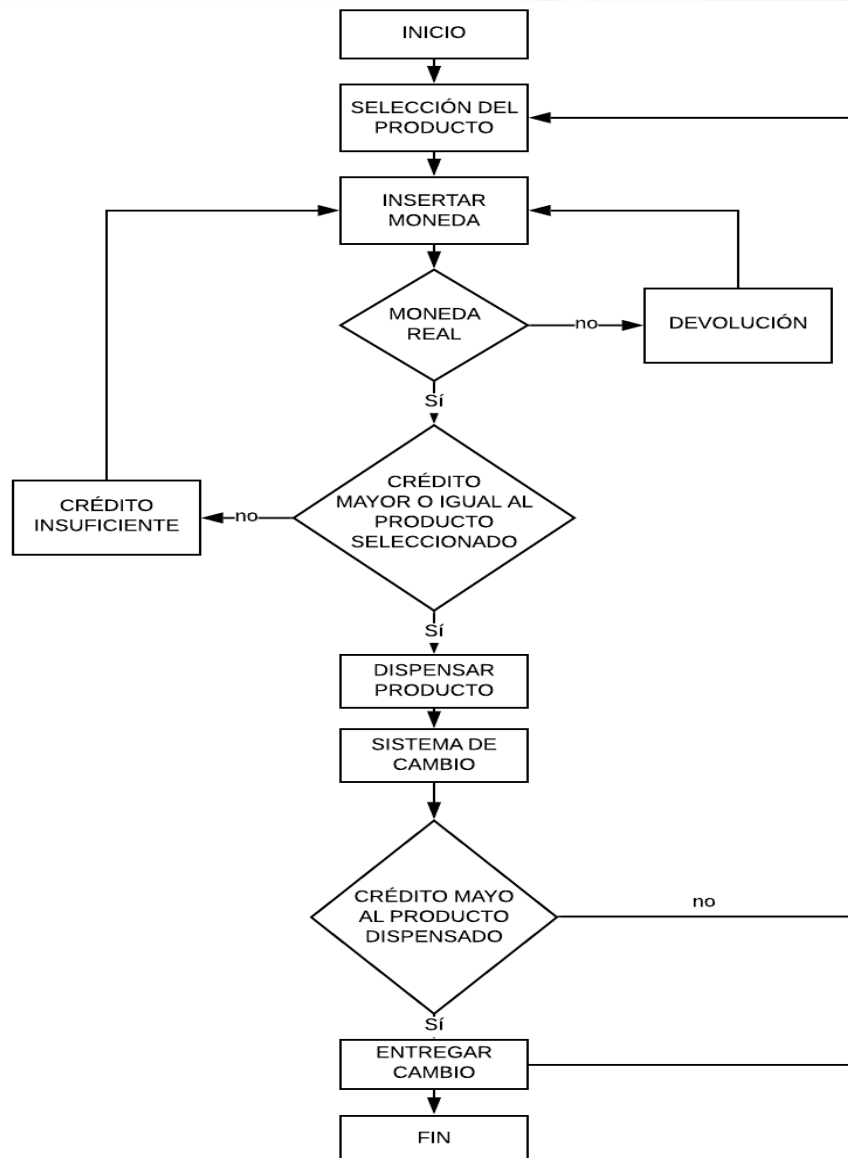 INICIO
SELECCIÓN DEL
PRODUCTO
INSERTAR
MONEDA
MONEDA
REAL
no
DEVOLUCIÓN
Sí
CRÉDITO
MAYOR O IGUAL AL
PRODUCTO
SELECCIONADO
no
CRÉDITO
INSUFICIENTE
Sí
DISPENSAR
PRODUCTO
SISTEMA DE
CAMBIO
CRÉDITO MAYO
AL PRODUCTO
DISPENSADO
no
Sí
ENTREGAR
CAMBIO
FIN